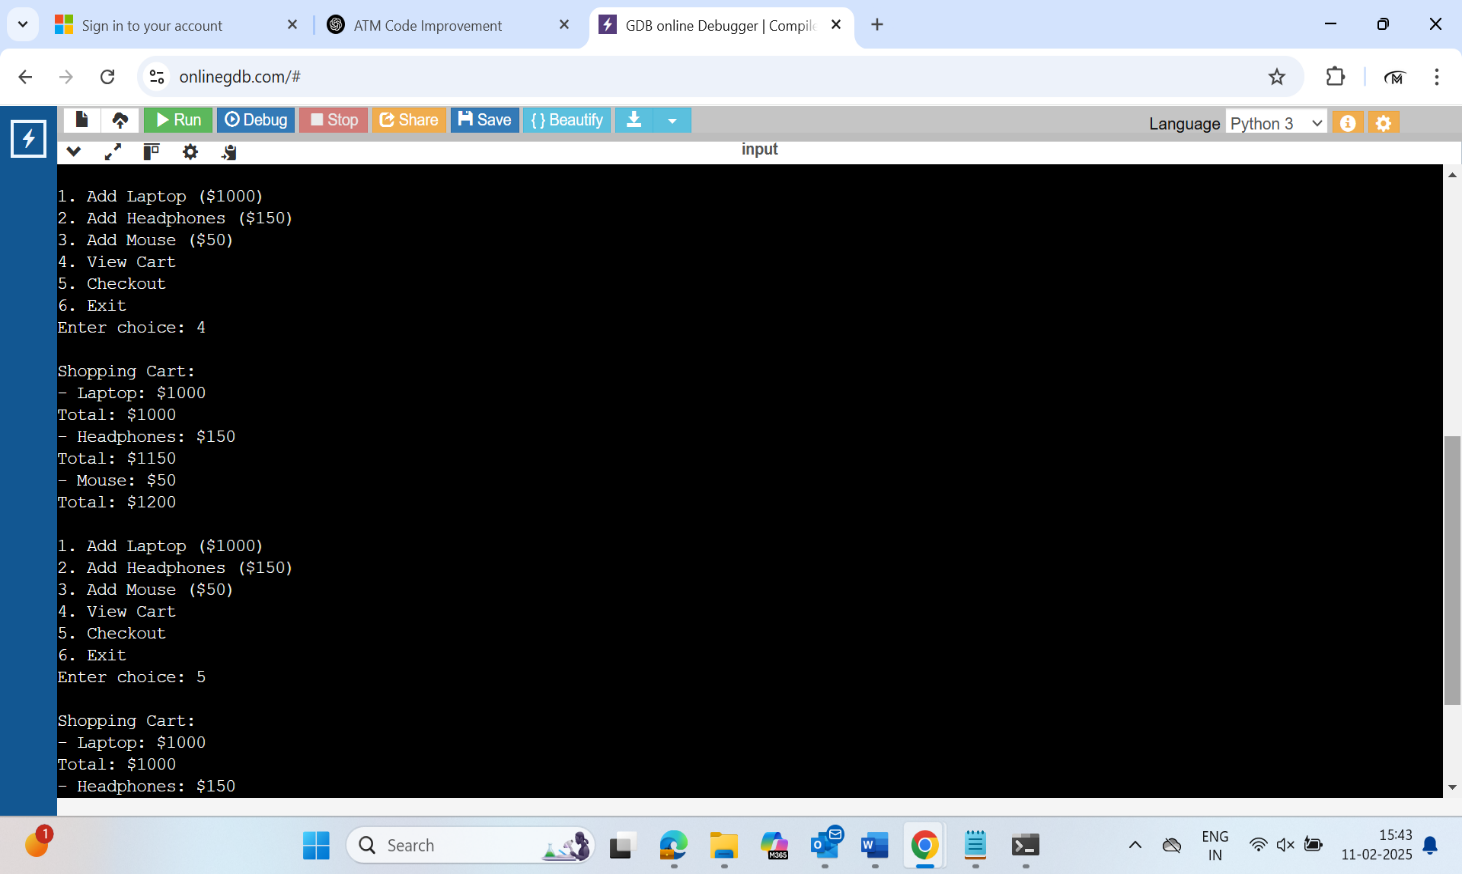 Sign in to your account
ATM Code Improvement
GDB online Debugger | Compile
onlinegdb.com/#
Run Debug Stop Share Save {} Beautify
Language Python 3
input
1. Add Laptop ($1000)
2. Add Headphones ($150)
3. Add Mouse ($50)
4. View Cart
5. Checkout
6. Exit
Enter choice: 4
Shopping Cart:
- Laptop: $1000
Total: $1000
- Headphones: $150
Total: $1150
- Mouse: $50
Total: $1200
1. Add Laptop ($1000)
2. Add Headphones ($150)
3. Add Mouse ($50)
4. View Cart
5. Checkout
6. Exit
Enter choice: 5
Shopping Cart:
- Laptop: $1000
Total: $1000
- Headphones: $150
1
Search
M365
ENG
IN
15:43
11-02-2025